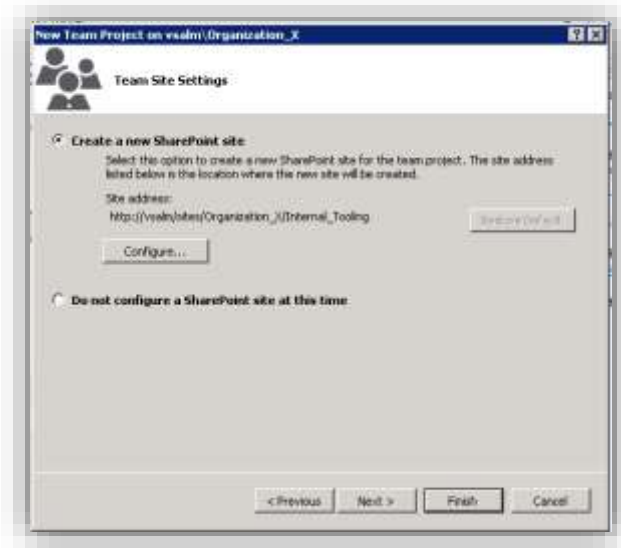 New Team Project on vsalm\Organization_X
Team Site Settings
Create a new SharePoint site
Select this option to create a new SharePoint site for the team project. The site address
listed below is the location where the new site will be created.
Site address:
http://vsalm/sites/Organization_X/Internal_Tooling
Restore Default
Configure...
Do not configure a SharePoint site at this time
< Previous
Next >
Finish
Cancel